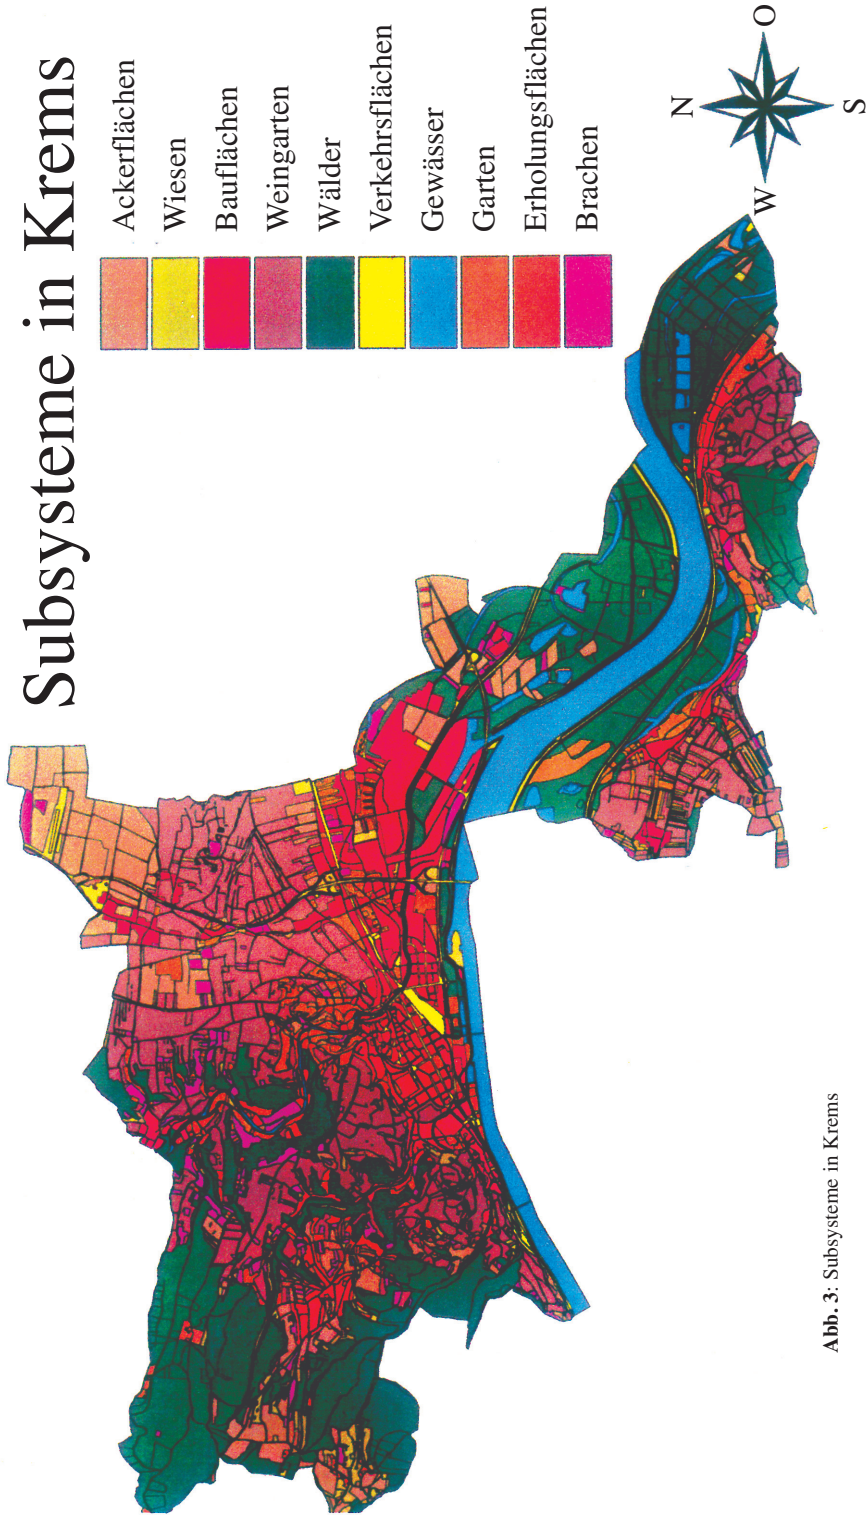 Subsysteme in Krems
Ackerflächen
Wiesen
Bauflächen
Weingarten
Wälder
Verkehrsflächen
Gewässer
Garten
Erholungsflächen
Brachen
N
O
S
W
Abb. 3: Subsysteme in Krems